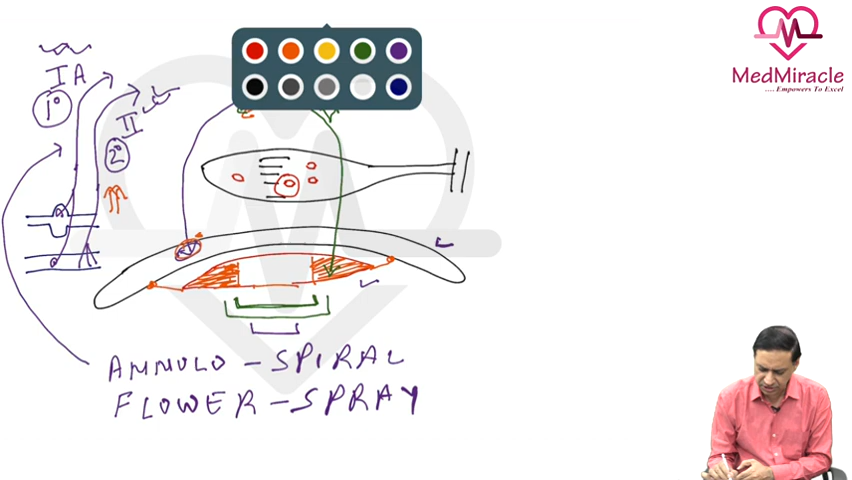 MedMiracle
.... Empowers To Excel
IA
1°
II
2°
ANNULO - SPIRAL
FLOWER - SPRAY